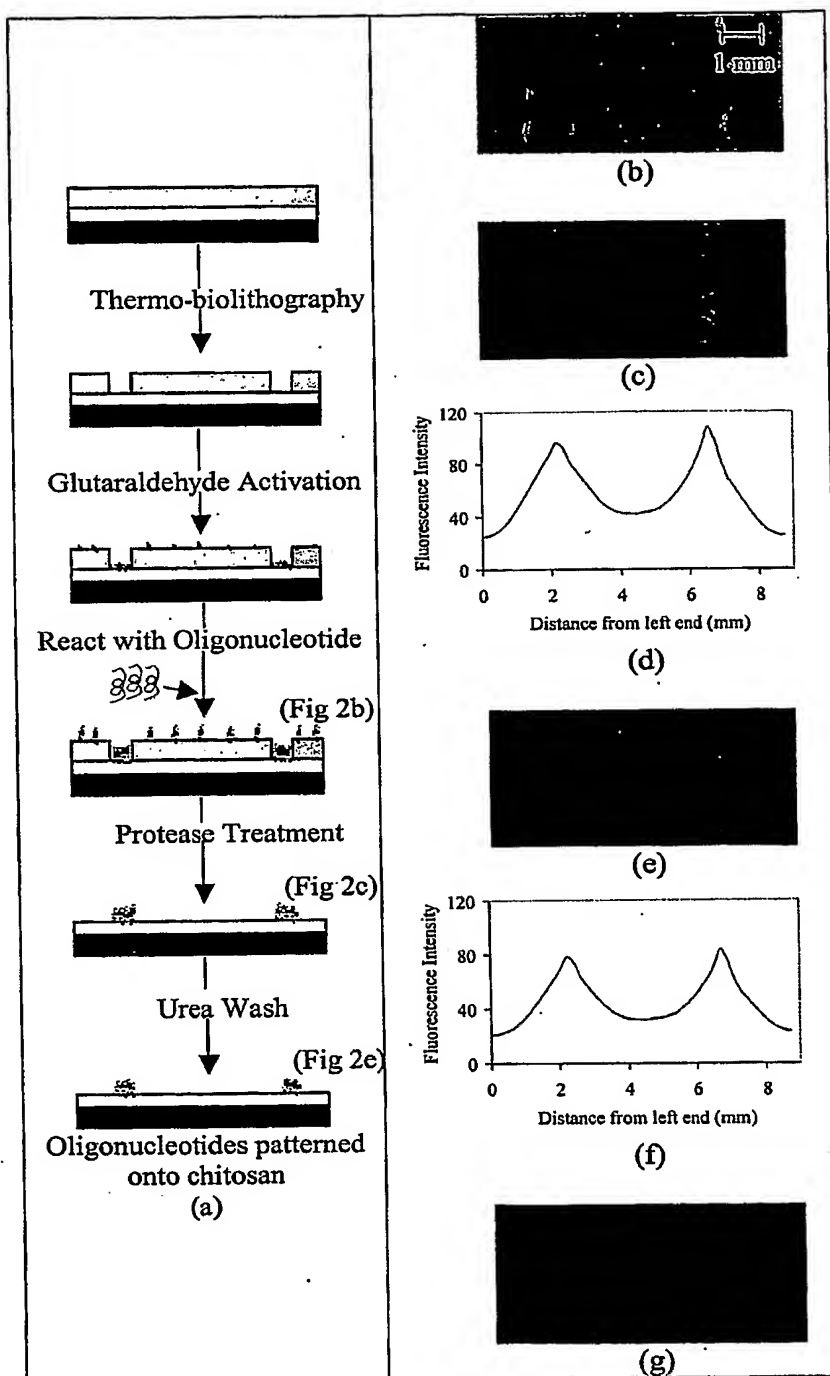 Thermo-biolithography
Glutaraldehyde Activation
React with Oligonucleotide
(Fig 2b)
Protease Treatment
(Fig 2c)
Urea Wash
(Fig 2e)
Oligonucleotides patterned
onto chitosan
(a)
1 mm
(b)
(c)
120
80
40
0
Fluorescence Intensity
0 2 4 6 8
Distance from left end (mm)
(d)
(e)
120
80
40
0
Fluorescence Intensity
0 2 4 6 8
Distance from left end (mm)
(f)
(g)